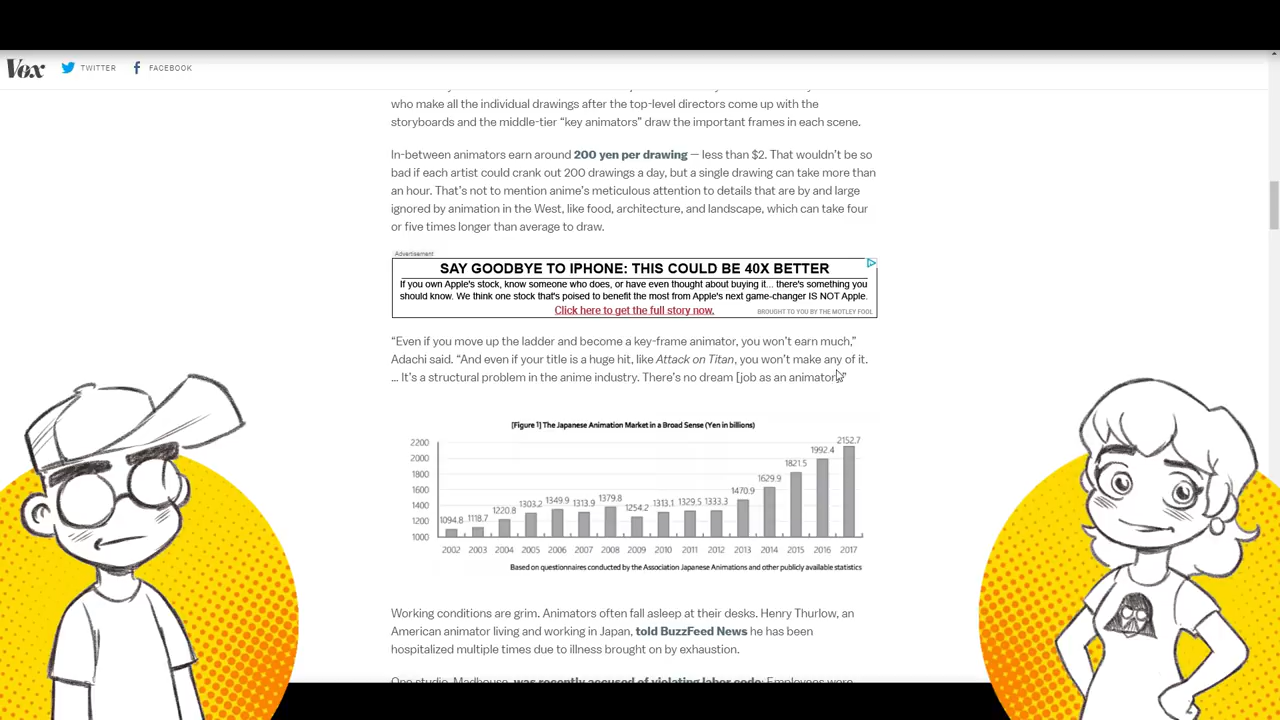 Vox TWITTER FACEBOOK
who make all the individual drawings after the top-level directors come up with the
storyboards and the middle-tier “key animators” draw the important frames in each scene.
In-between animators earn around 200 yen per drawing — less than $2. That wouldn’t be so
bad if each artist could crank out 200 drawings a day, but a single drawing can take more than
an hour. That’s not to mention anime’s meticulous attention to details that are by and large
ignored by animation in the West, like food, architecture, and landscape, which can take four
or five times longer than average to draw.
Advertisement
SAY GOODBYE TO IPHONE: THIS COULD BE 40X BETTER
If you own Apple's stock, know someone who does, or have even thought about buying it... there's something you
should know. We think one stock that's poised to benefit the most from Apple's next game-changer IS NOT Apple.
Click here to get the full story now. BROUGHT TO YOU BY THE MOTLEY FOOL
“Even if you move up the ladder and become a key-frame animator, you won’t earn much,”
Adachi said. “And even if your title is a huge hit, like Attack on Titan, you won’t make any of it.
... It’s a structural problem in the anime industry. There’s no dream [job as an animator].”
[Figure 1] The Japanese Animation Market in a Broad Sense (Yen in billions)
2200
2000
1800
1600
1400
1200
1000
1094.8 1118.7 1220.8 1303.2 1349.9 1313.9 1379.8 1254.2 1313.1 1329.5 1333.3 1470.9 1629.9 1821.5 1992.4 2152.7
2002 2003 2004 2005 2006 2007 2008 2009 2010 2011 2012 2013 2014 2015 2016 2017
Based on questionnaires conducted by the Association Japanese Animations and other publicly available statistics
Working conditions are grim. Animators often fall asleep at their desks. Henry Thurlow, an
American animator living and working in Japan, told BuzzFeed News he has been
hospitalized multiple times due to illness brought on by exhaustion.
One studio, Madhouse, was recently accused of violating labor code: Employees were